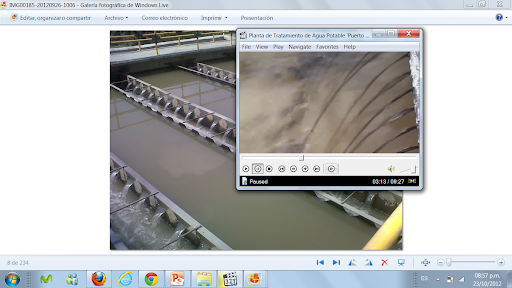 IMG00185-20120926-1006 - Galería fotográfica de Windows Live
Editar, organizar o compartir Archivo Correo electrónico Imprimir Presentación
Planta de Tratamiento de Agua Potable 'Puerto ...
File View Play Navigate Favorites Help
Paused 03:13 / 09:27
8 de 234
ES 08:57 p.m.
23/10/2012